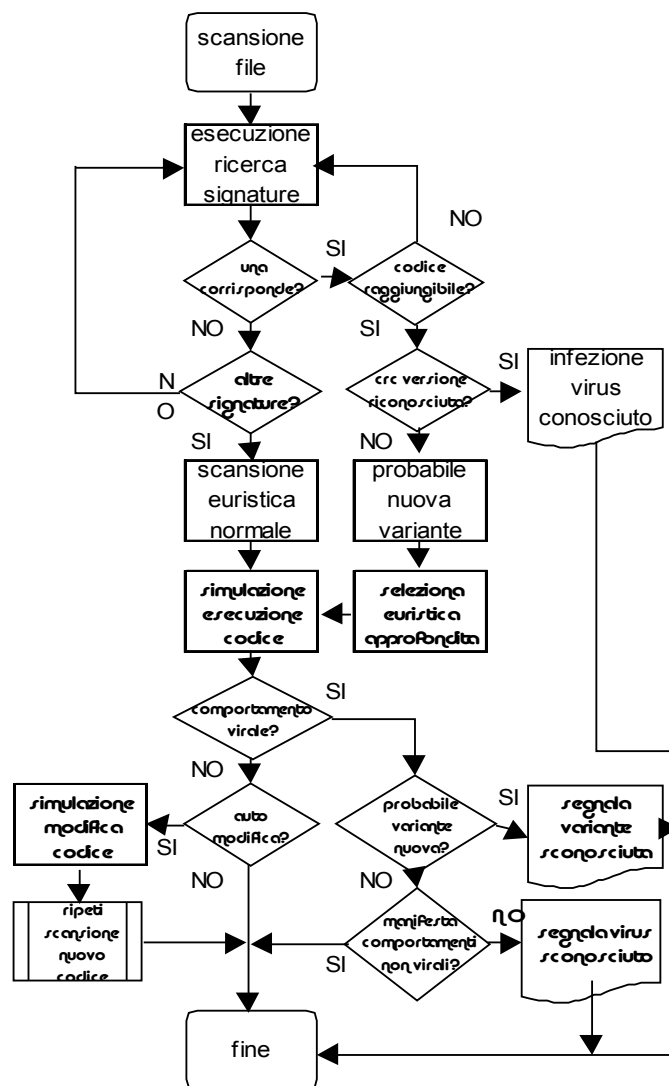 scansione
file
esecuzione
ricerca
signature
NO
SI
una
corrisponde?
codice
raggiungibile?
NO
SI
N
O
altre
signature?
crc versione
riconosciuta?
SI
infezione
virus
conosciuto
SI
NO
scansione
euristica
normale
probabile
nuova
variante
simulazione
esecuzione
codice
seleziona
euristica
approfondita
SI
comportamento
virale?
NO
simulazione
modifica
codice
SI
auto
modifica?
probabile
variante
nuova?
SI
segnala
variante
sconosciuta
NO
NO
ripeti
scansione
nuovo
codice
SI
manifesta
comportamenti
non virali?
NO
segnala virus
sconosciuto
fine